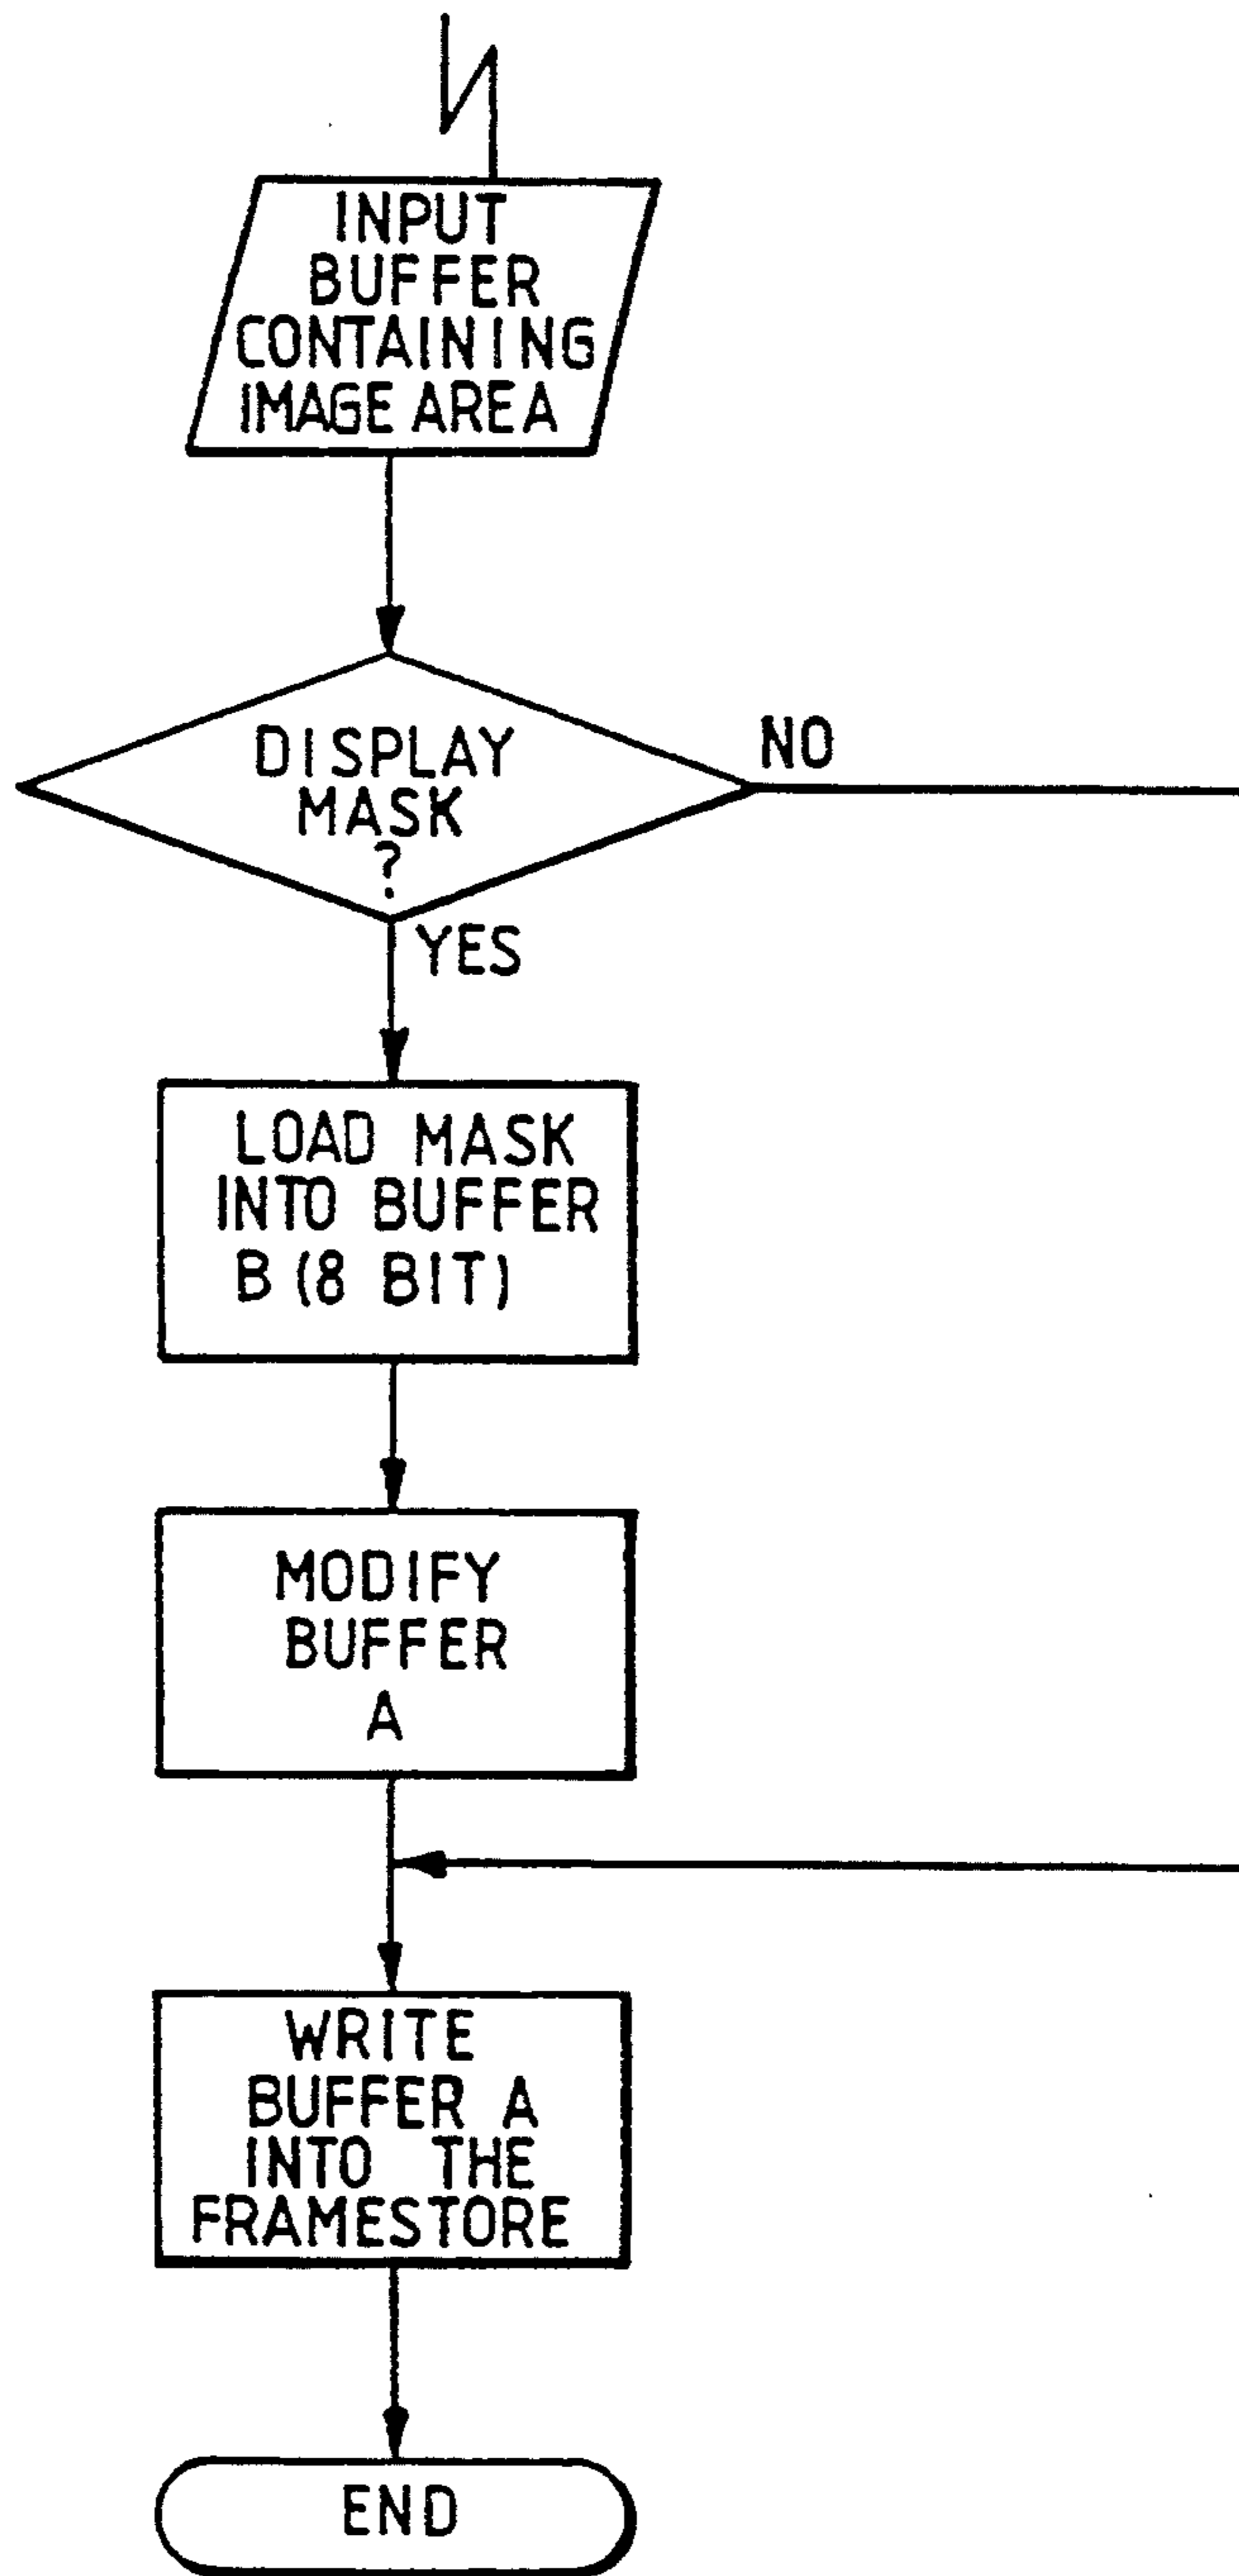 INPUT
BUFFER
CONTAINING
IMAGE AREA
DISPLAY
MASK
?
NO
YES
LOAD MASK
INTO BUFFER
B (8 BIT)
MODIFY
BUFFER
A
WRITE
BUFFER A
INTO THE
FRAMESTORE
END